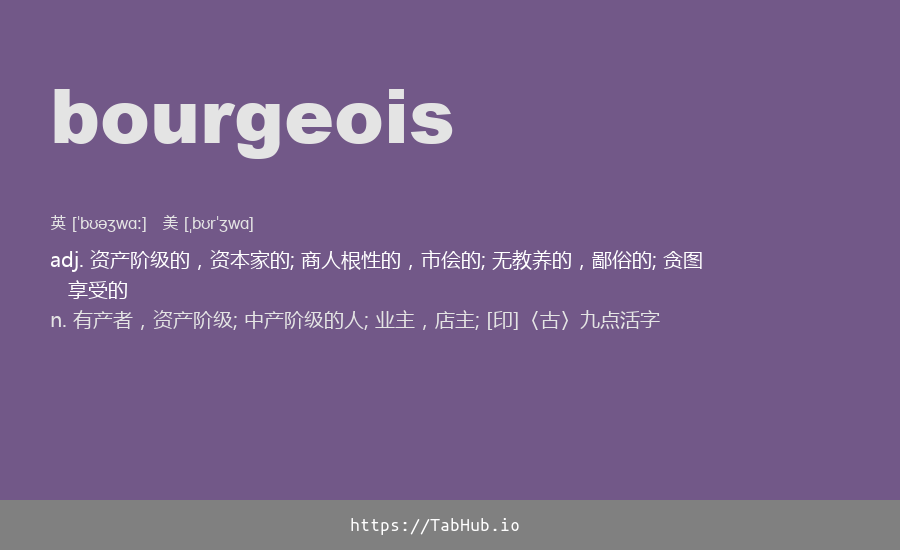 bourgeois
英 [ˈbʊəʒwɑː] 美 [ˌbʊrˈʒwɑ]
adj. 资产阶级的，资本家的; 商人根性的，市侩的; 无教养的，鄙俗的; 贪图
享受的
n. 有产者，资产阶级; 中产阶级的人; 业主，店主; [印]〈古〉九点活字
https://TabHub.io